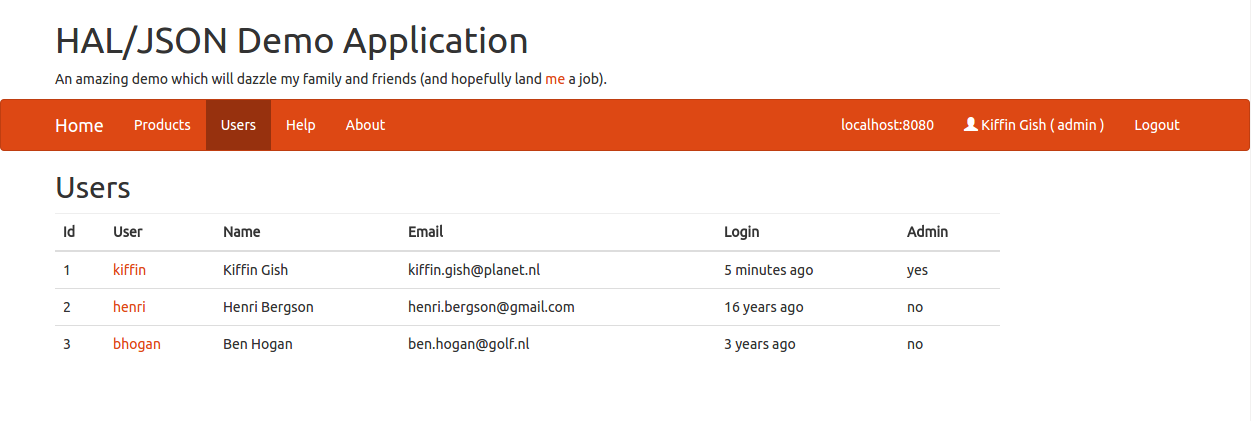 HAL/JSON Demo Application
An amazing demo which will dazzle my family and friends (and hopefully land me a job).
Home Products Users Help About localhost:8080 Kiffin Gish ( admin ) Logout
Users
Id User Name Email Login Admin
1 kiffin Kiffin Gish kiffin.gish@planet.nl 5 minutes ago yes
2 henri Henri Bergson henri.bergson@gmail.com 16 years ago no
3 bhogan Ben Hogan ben.hogan@golf.nl 3 years ago no